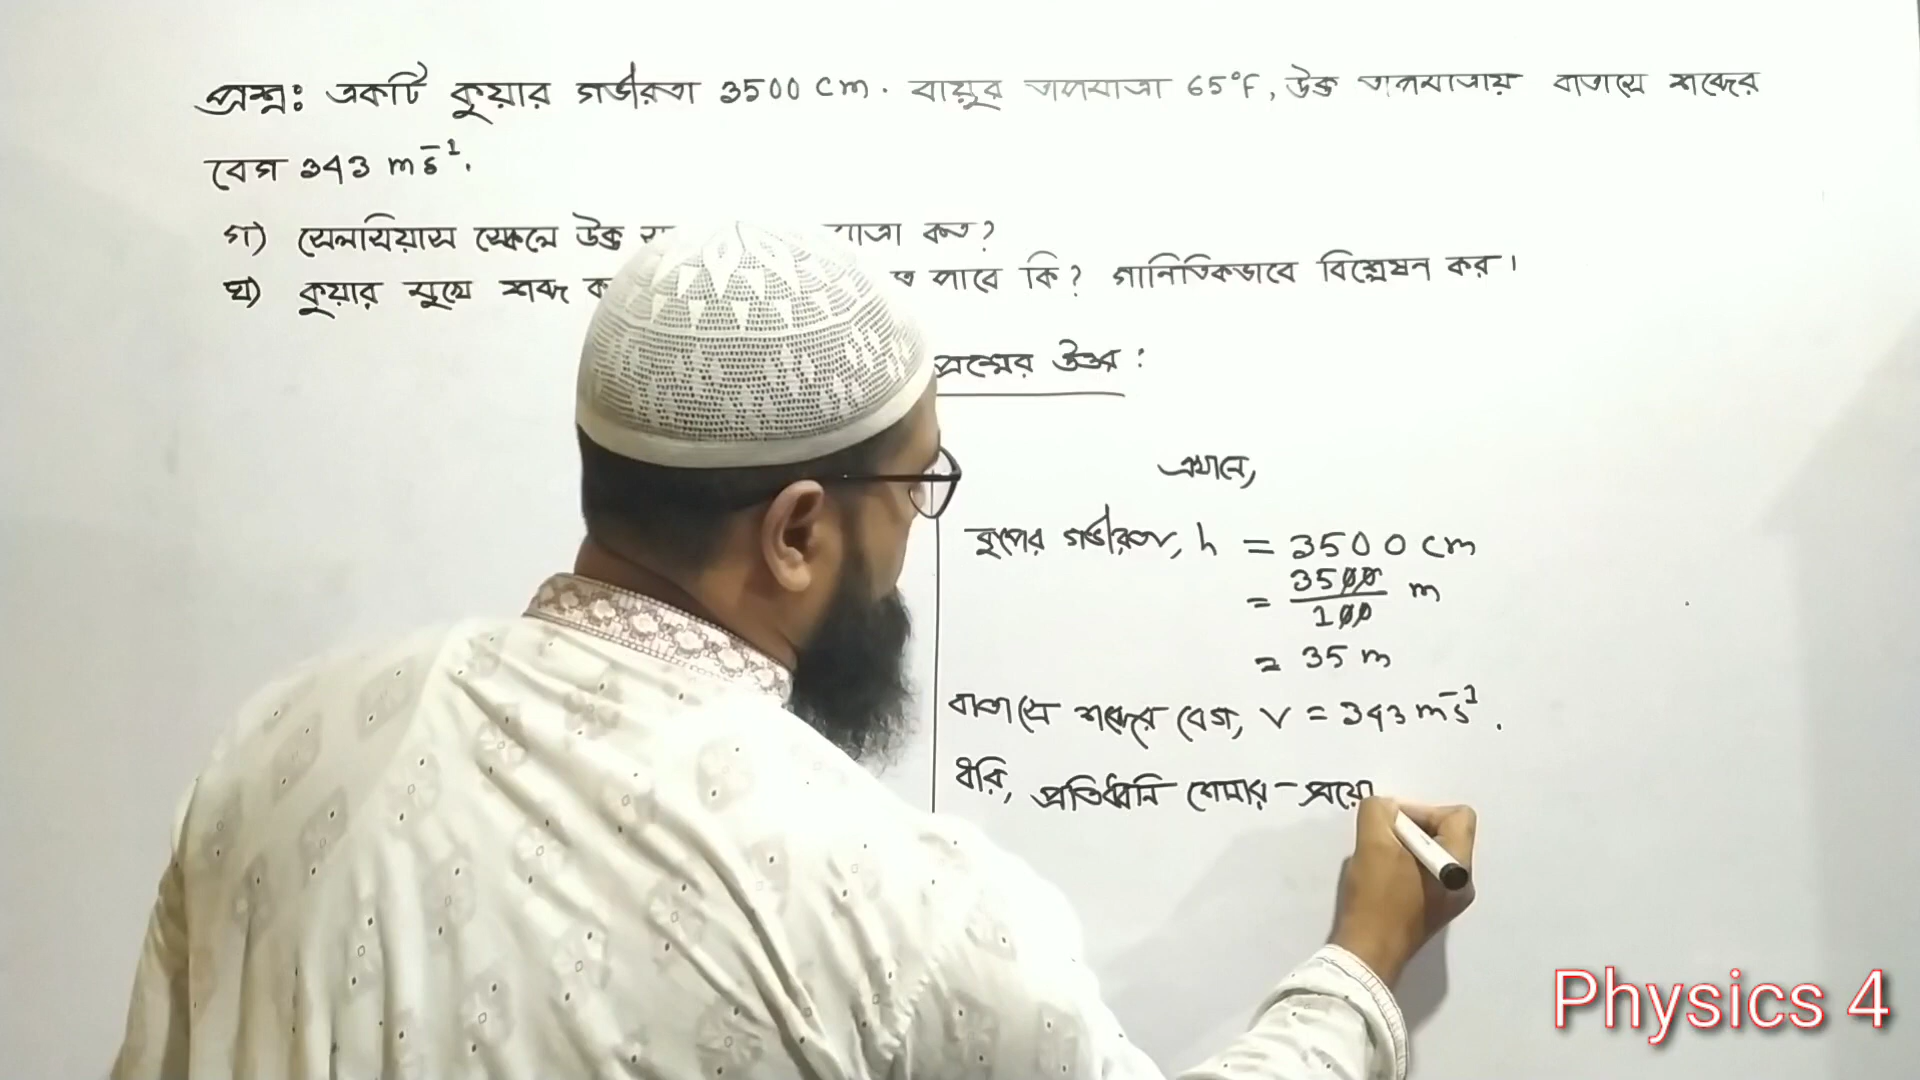 প্রশ্ন: একটি কুয়ার গভীরতা 3500 cm. বায়ুর তাপমাত্রা 65°F, উক্ত তাপমাত্রায় বাতাসে শব্দের
বেগ 343 ms⁻¹.
গ) সেলসিয়াস স্কেলে উক্ত কত?
ঘ) কুয়ার মুখে শব্দ পাবে কি? গানিতিকভাবে বিশ্লেষন কর।
প্রশ্নের উত্তর:
এখানে,
কুপের গভীরতা, h = 3500 cm
= 3500/100 m
= 35 m
বাতাসে শব্দের বেগ, v = 343 ms⁻¹.
ধরি, প্রতিধ্বনি শোনার-
Physics 4